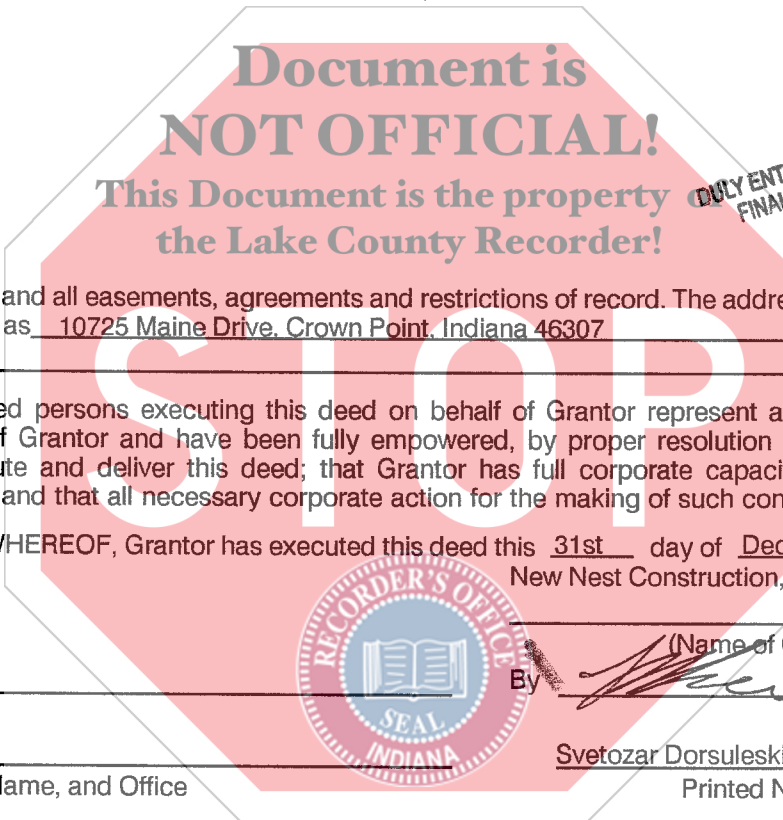 Document is
NOT OFFICIAL!
This Document is the property of
the Lake County Recorder!
DULY ENT
FINAL
and all easements, agreements and restrictions of record. The addre
as 10725 Maine Drive, Crown Point, Indiana 46307
STOP
ed persons executing this deed on behalf of Grantor represent a
f Grantor and have been fully empowered, by proper resolution
ute and deliver this deed; that Grantor has full corporate capaci
and that all necessary corporate action for the making of such con
WHEREOF, Grantor has executed this deed this 31st day of Dec
New Nest Construction,
(Name of
By
RECORDER'S OFFICE
SEAL
INDIANA
Svetozar Dorsuleski
Name, and Office
Printed N